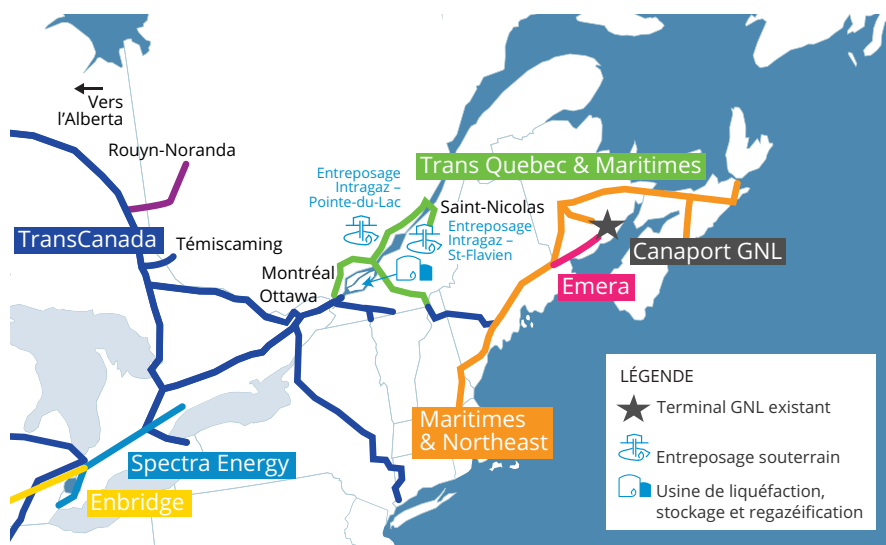 Vers
l'Alberta
Rouyn-Noranda
Entreposage
Intragaz –
Pointe-du-Lac
Trans Quebec & Maritimes
Saint-Nicolas
Entreposage
Intragaz –
St-Flavien
TransCanada
Témiscaming
Canaport GNL
Montréal
Ottawa
Emera
LÉGENDE
Terminal GNL existant
Maritimes
& Northeast
Entreposage souterrain
Spectra Energy
Enbridge
Usine de liquéfaction,
stockage et regazéification